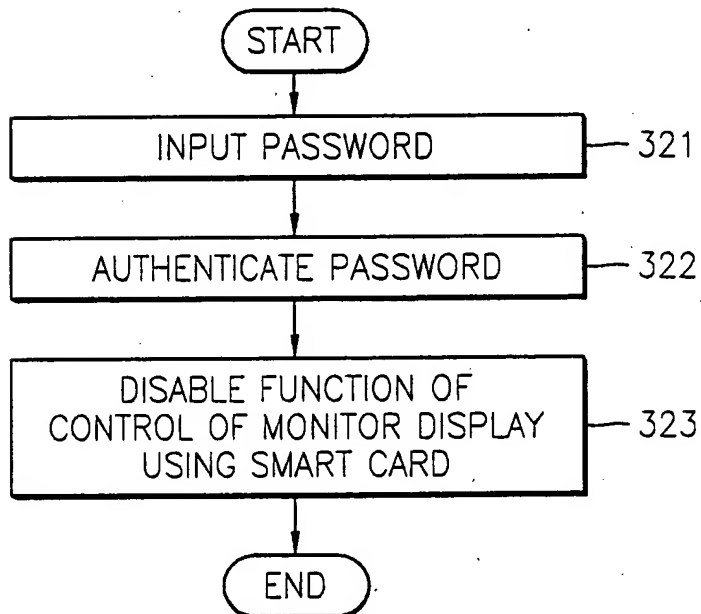 START
INPUT PASSWORD
321
AUTHENTICATE PASSWORD
322
DISABLE FUNCTION OF
CONTROL OF MONITOR DISPLAY
USING SMART CARD
323
END